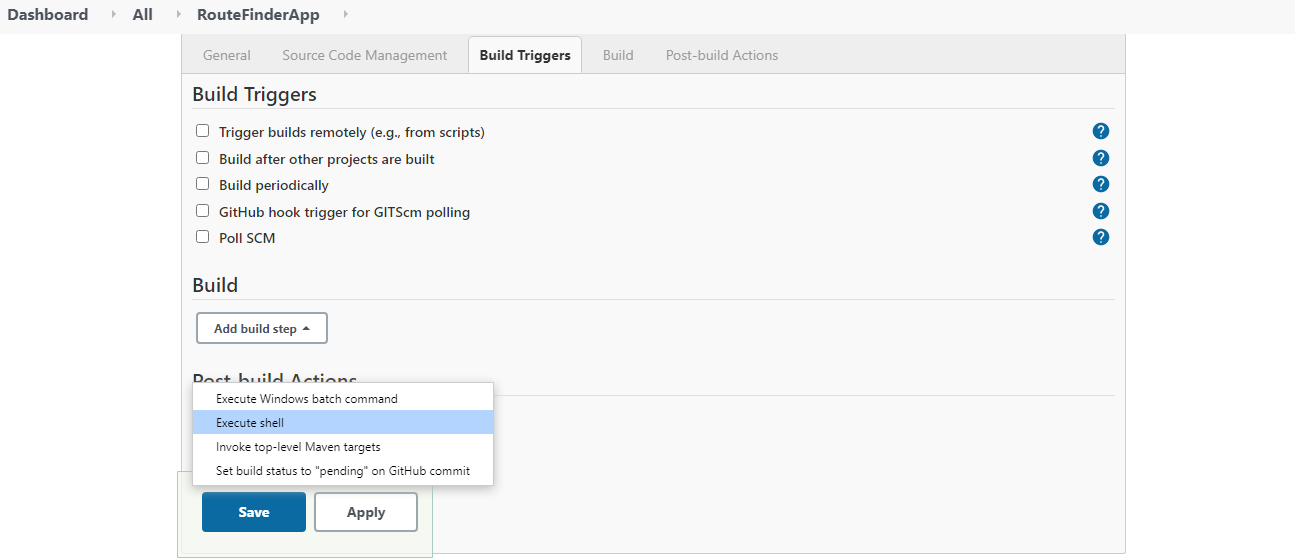 Dashboard All RouteFinderApp
General Source Code Management Build Triggers Build Post-build Actions
Build Triggers
Trigger builds remotely (e.g., from scripts) ?
Build after other projects are built ?
Build periodically ?
GitHub hook trigger for GITScm polling ?
Poll SCM ?
Build
Add build step
Post-build Actions
Execute Windows batch command
Execute shell
Invoke top-level Maven targets
Set build status to "pending" on GitHub commit
Save Apply